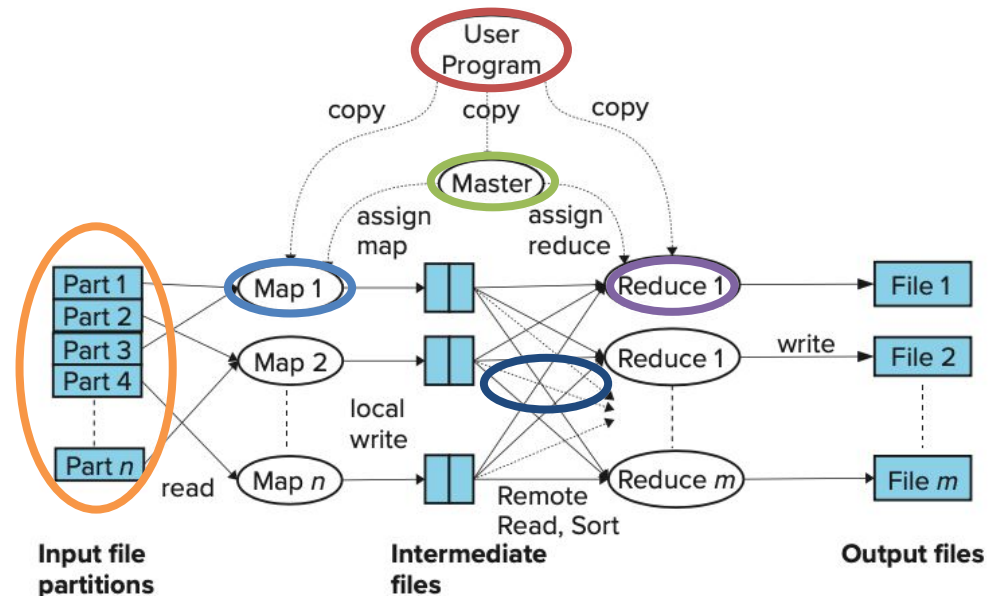 User
Program
copy
copy
copy
Master
assign
map
assign
reduce
Part 1
Part 2
Part 3
Part 4
Part n
read
Map 1
Map 2
Map n
local
write
Reduce 1
Reduce 1
Reduce m
Remote
Read, Sort
write
File 1
File 2
File m
Input file
partitions
Intermediate
files
Output files